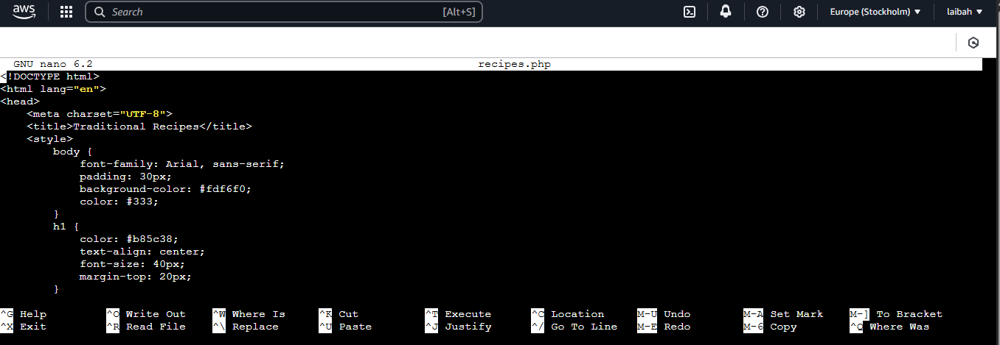 aws Search [Alt+S] Europe (Stockholm) laibah
GNU nano 6.2 recipes.php
<!DOCTYPE html>
<html lang="en">
<head>
    <meta charset="UTF-8">
    <title>Traditional Recipes</title>
    <style>
        body {
            font-family: Arial, sans-serif;
            padding: 30px;
            background-color: #fdf6f0;
            color: #333;
        }
        h1 {
            color: #b85c38;
            text-align: center;
            font-size: 40px;
            margin-top: 20px;
        }
^G Help ^O Write Out ^W Where Is ^K Cut ^T Execute ^C Location M-U Undo M-A Set Mark M-] To Bracket
^X Exit ^R Read File ^\ Replace ^U Paste ^J Justify ^/ Go To Line M-E Redo M-6 Copy ^Q Where Was